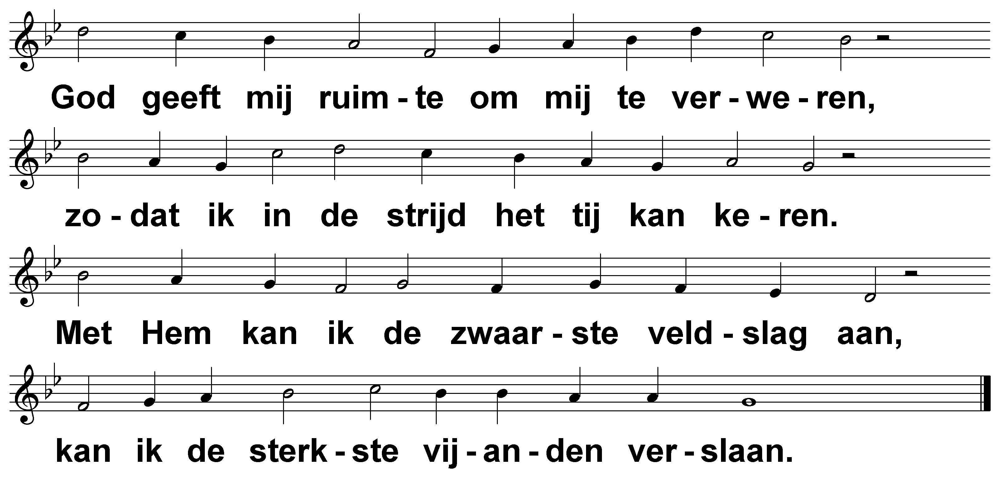 God geeft mij ruim - te om mij te ver - we - ren,
zo - dat ik in de strijd het tij kan ke - ren.
Met Hem kan ik de zwaar - ste veld - slag aan,
kan ik de sterk - ste vij - an - den ver - slaan.